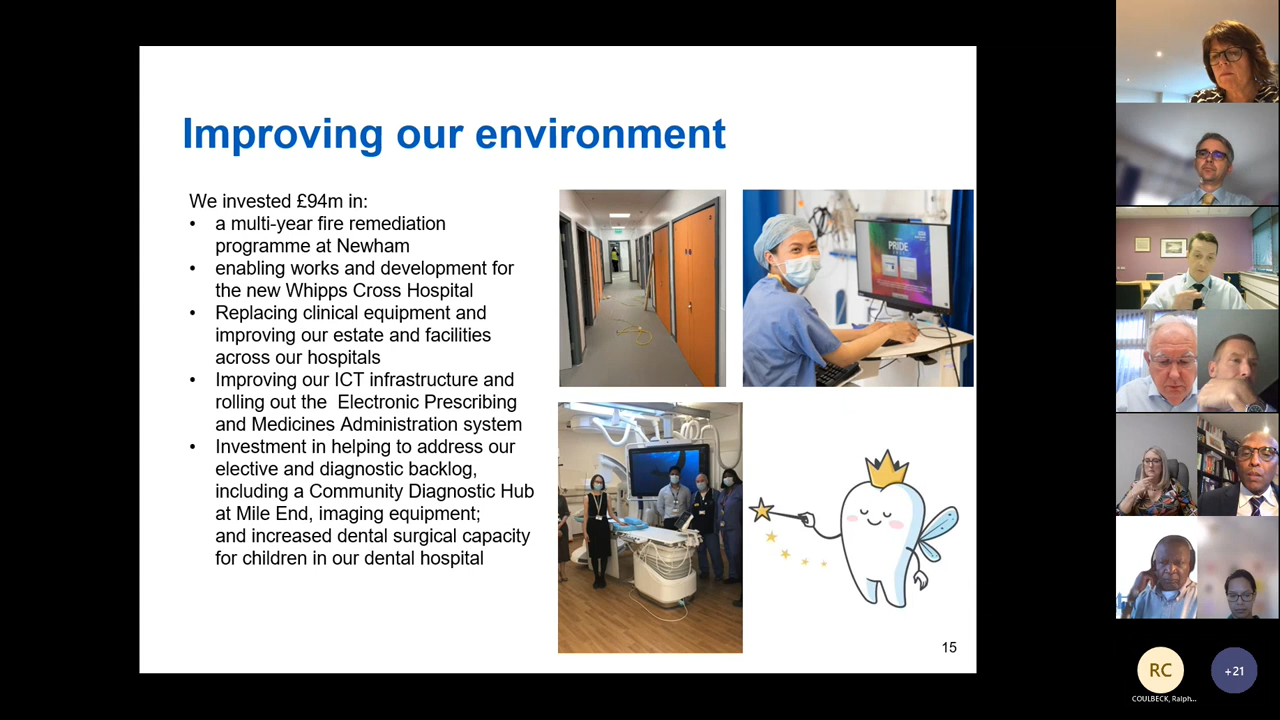 Improving our environment
We invested £94m in:
• a multi-year fire remediation
programme at Newham
• enabling works and development for
the new Whipps Cross Hospital
• Replacing clinical equipment and
improving our estate and facilities
across our hospitals
• Improving our ICT infrastructure and
rolling out the Electronic Prescribing
and Medicines Administration system
• Investment in helping to address our
elective and diagnostic backlog,
including a Community Diagnostic Hub
at Mile End, imaging equipment;
and increased dental surgical capacity
for children in our dental hospital
PRIDE
15
RC
+21
COULBECK, Ralph...